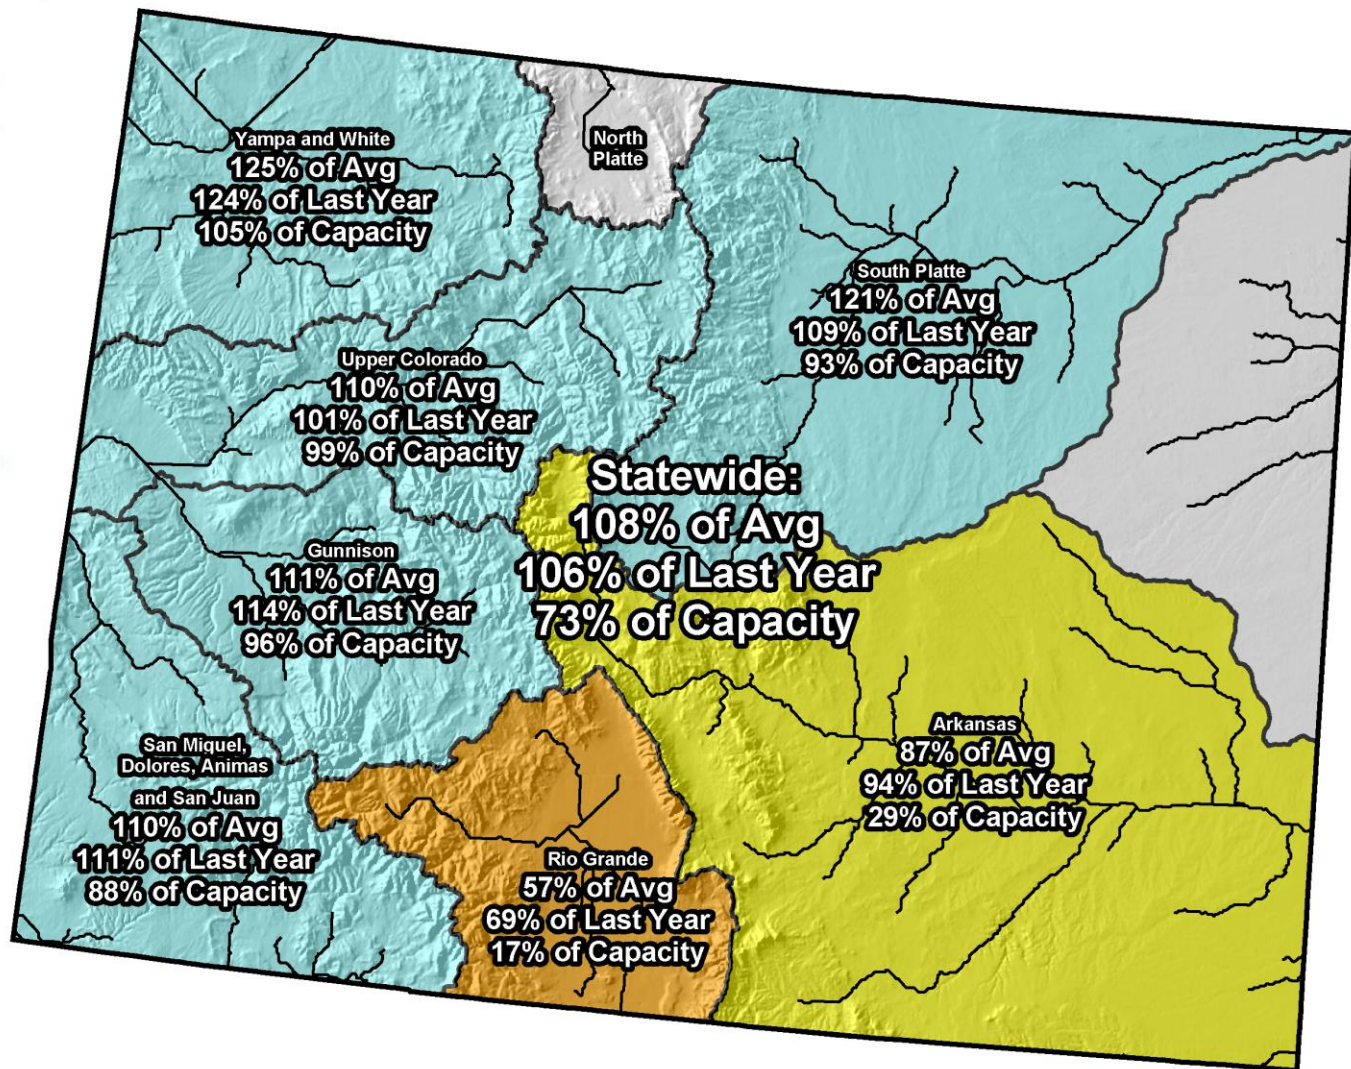 Yampa and White
125% of Avg
124% of Last Year
105% of Capacity
North
Platte
South Platte
121% of Avg
109% of Last Year
93% of Capacity
Upper Colorado
110% of Avg
101% of Last Year
99% of Capacity
Statewide:
108% of Avg
106% of Last Year
73% of Capacity
Gunnison
111% of Avg
114% of Last Year
96% of Capacity
San Miguel,
Dolores, Animas
and San Juan
110% of Avg
111% of Last Year
88% of Capacity
Arkansas
87% of Avg
94% of Last Year
29% of Capacity
Rio Grande
57% of Avg
69% of Last Year
17% of Capacity